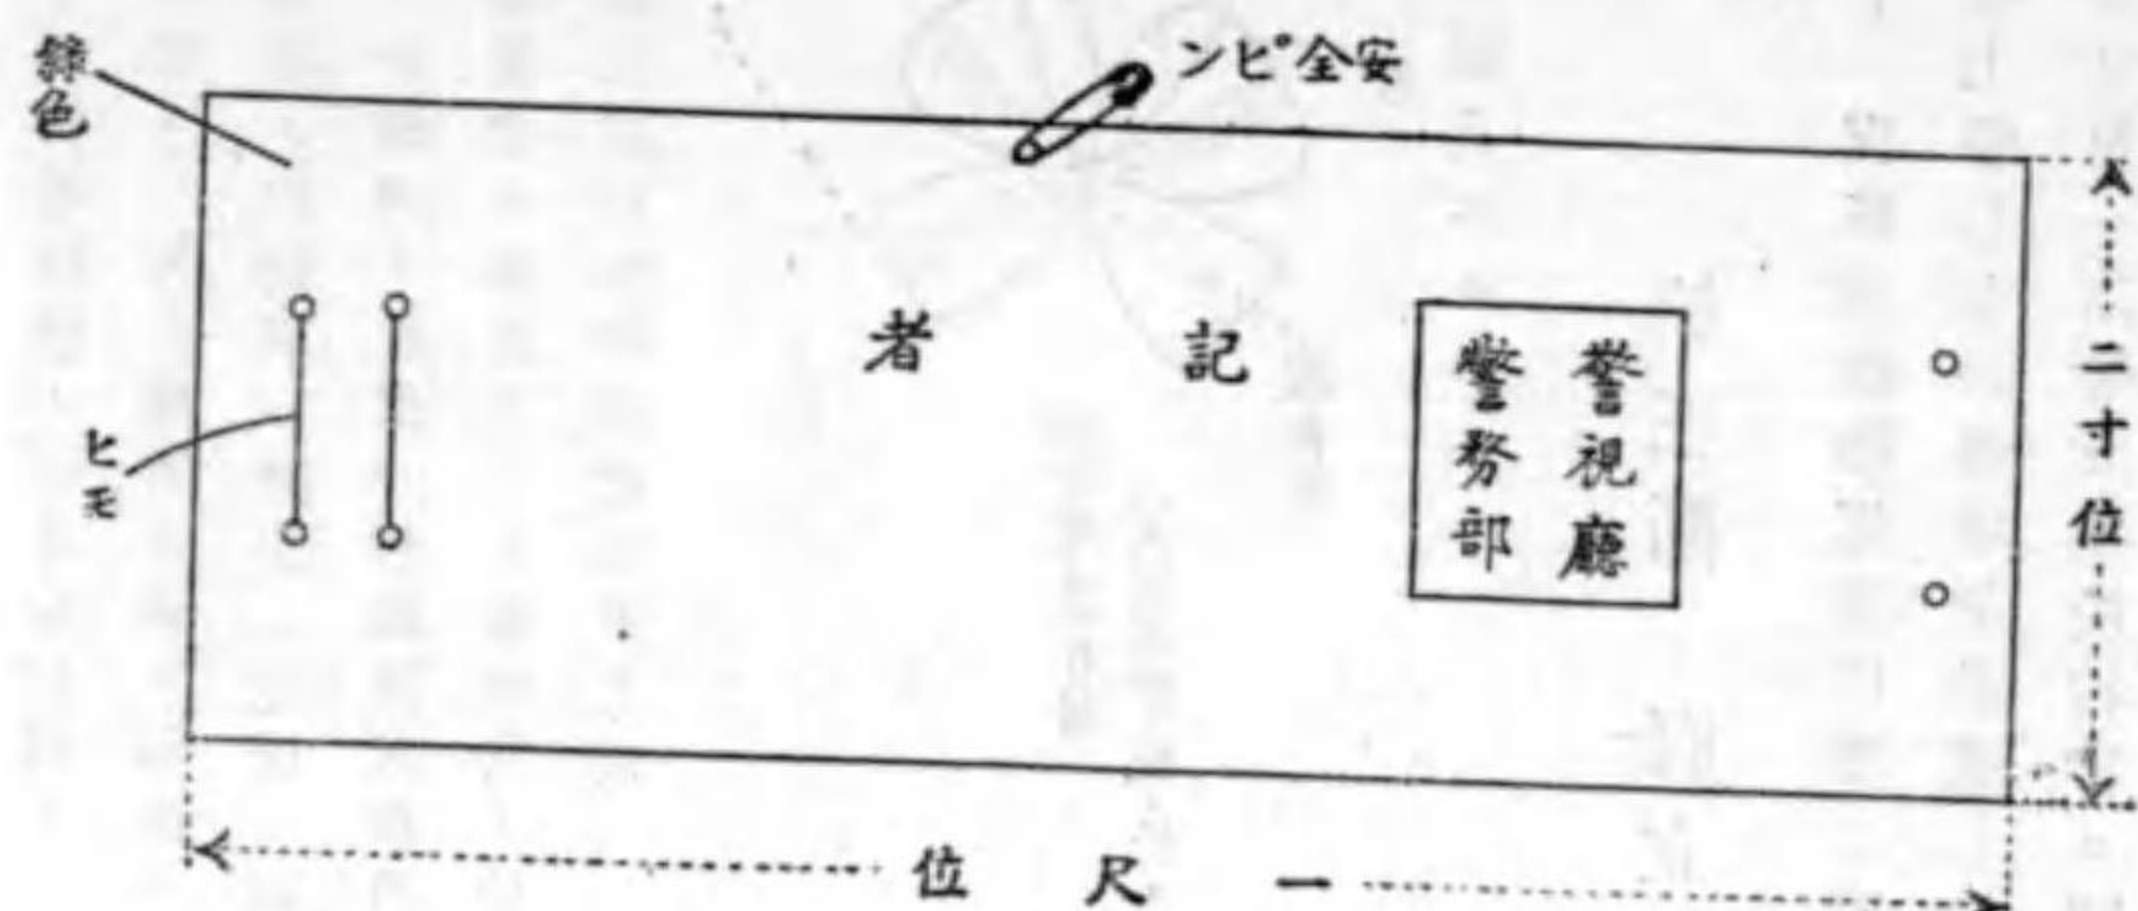 安全ピン
緑色
記者
警視廳
警務部
ヒモ
二寸位
一尺位